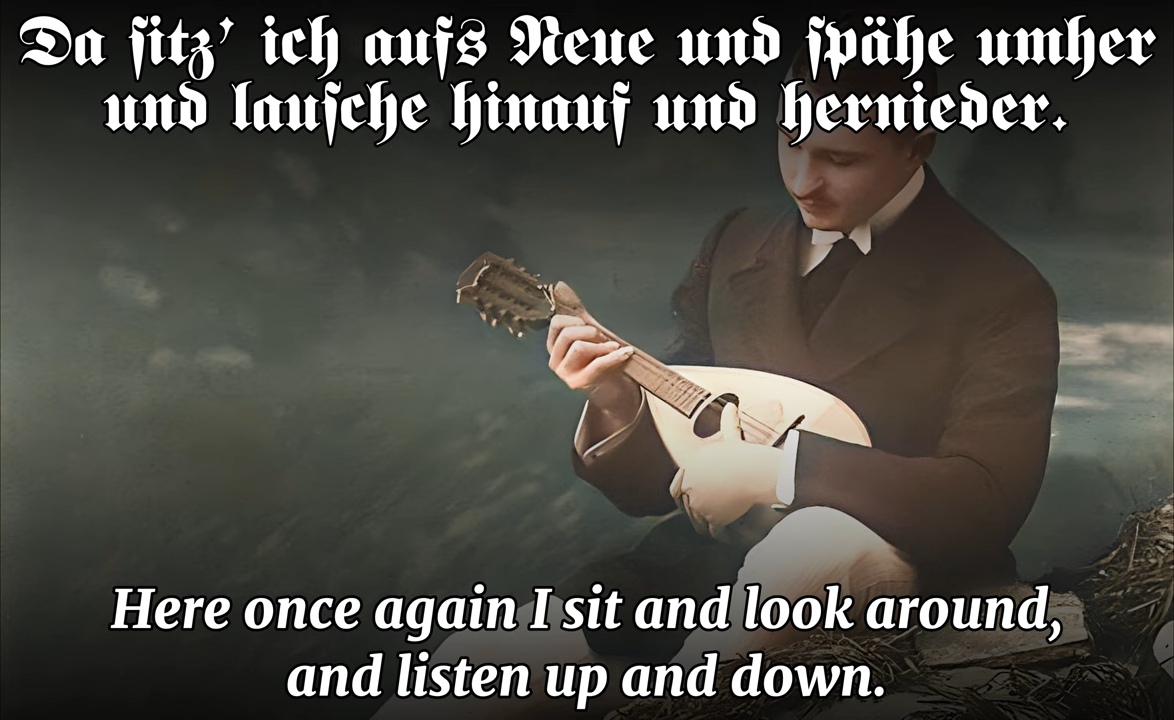 Da sitz' ich aufs Neue und spähe umher
und lausche hinauf und hernieder.
Here once again I sit and look around,
and listen up and down.